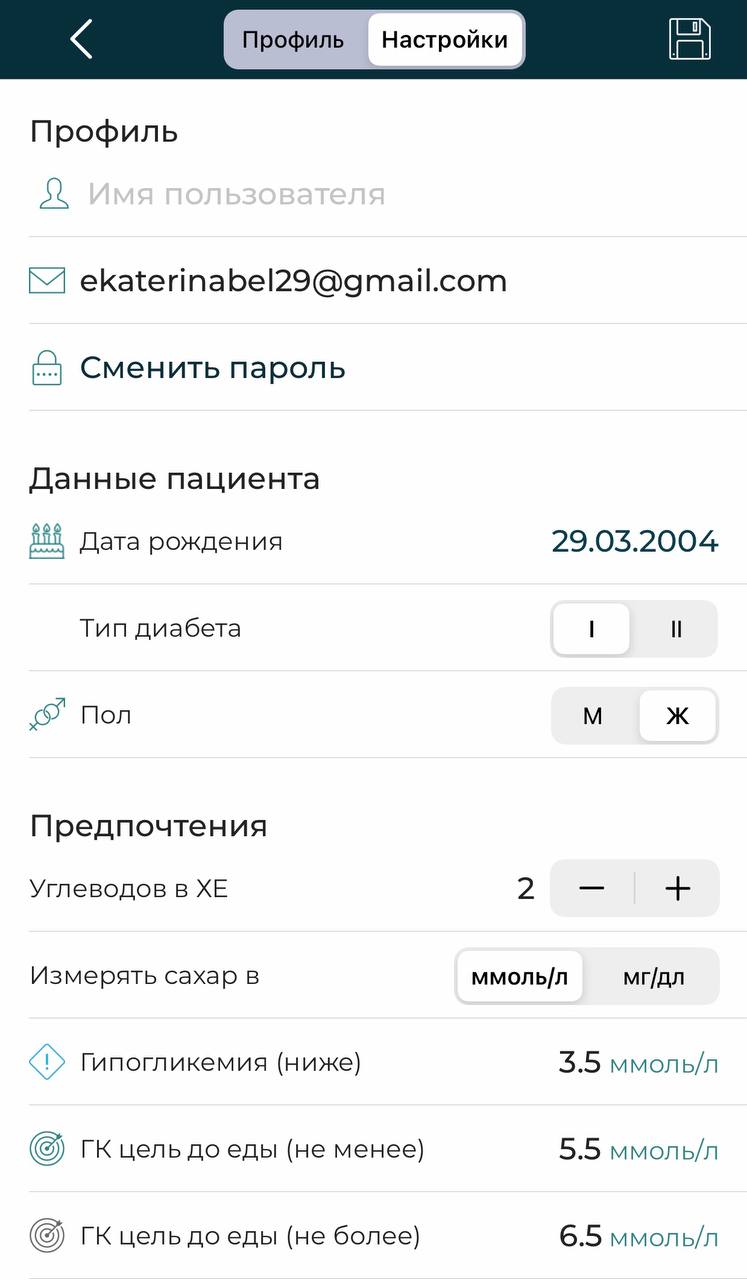 Профиль Настройки
Профиль
Имя пользователя
ekaterinabel29@gmail.com
Сменить пароль
Данные пациента
Дата рождения 29.03.2004
Тип диабета I II
Пол М Ж
Предпочтения
Углеводов в ХЕ 2 − +
Измерять сахар в ммоль/л мг/дл
Гипогликемия (ниже) 3.5 ммоль/л
ГК цель до еды (не менее) 5.5 ммоль/л
ГК цель до еды (не более) 6.5 ммоль/л